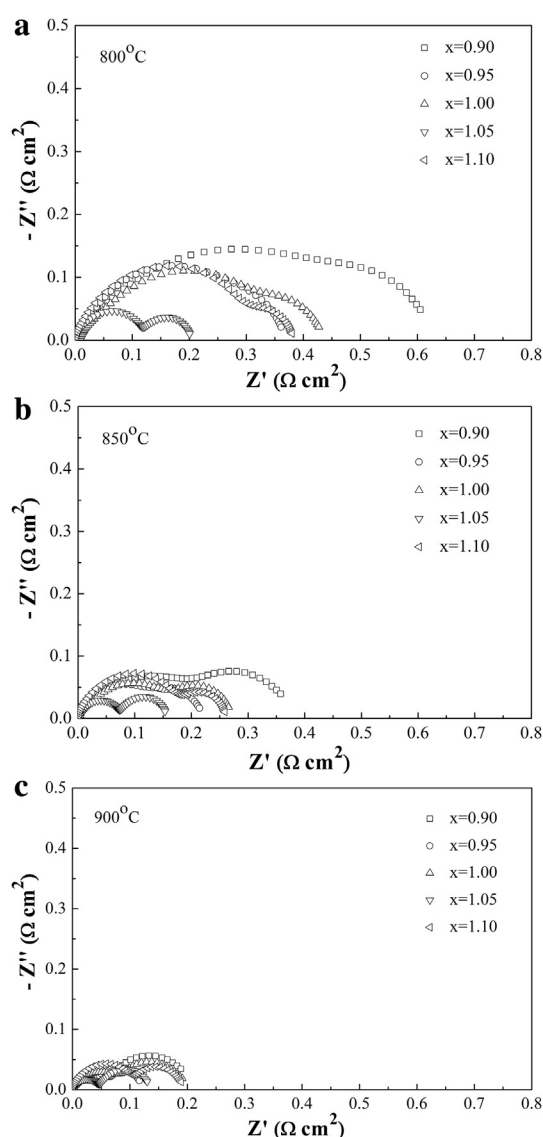 a
800°C
x=0.90
x=0.95
x=1.00
x=1.05
x=1.10
- Z'' (Ω cm²)
0.5
0.4
0.3
0.2
0.1
0.0
0.0 0.1 0.2 0.3 0.4 0.5 0.6 0.7 0.8
Z' (Ω cm²)
b
850°C
x=0.90
x=0.95
x=1.00
x=1.05
x=1.10
- Z'' (Ω cm²)
0.5
0.4
0.3
0.2
0.1
0.0
0.0 0.1 0.2 0.3 0.4 0.5 0.6 0.7 0.8
Z' (Ω cm²)
c
900°C
x=0.90
x=0.95
x=1.00
x=1.05
x=1.10
- Z'' (Ω cm²)
0.5
0.4
0.3
0.2
0.1
0.0
0.0 0.1 0.2 0.3 0.4 0.5 0.6 0.7 0.8
Z' (Ω cm²)